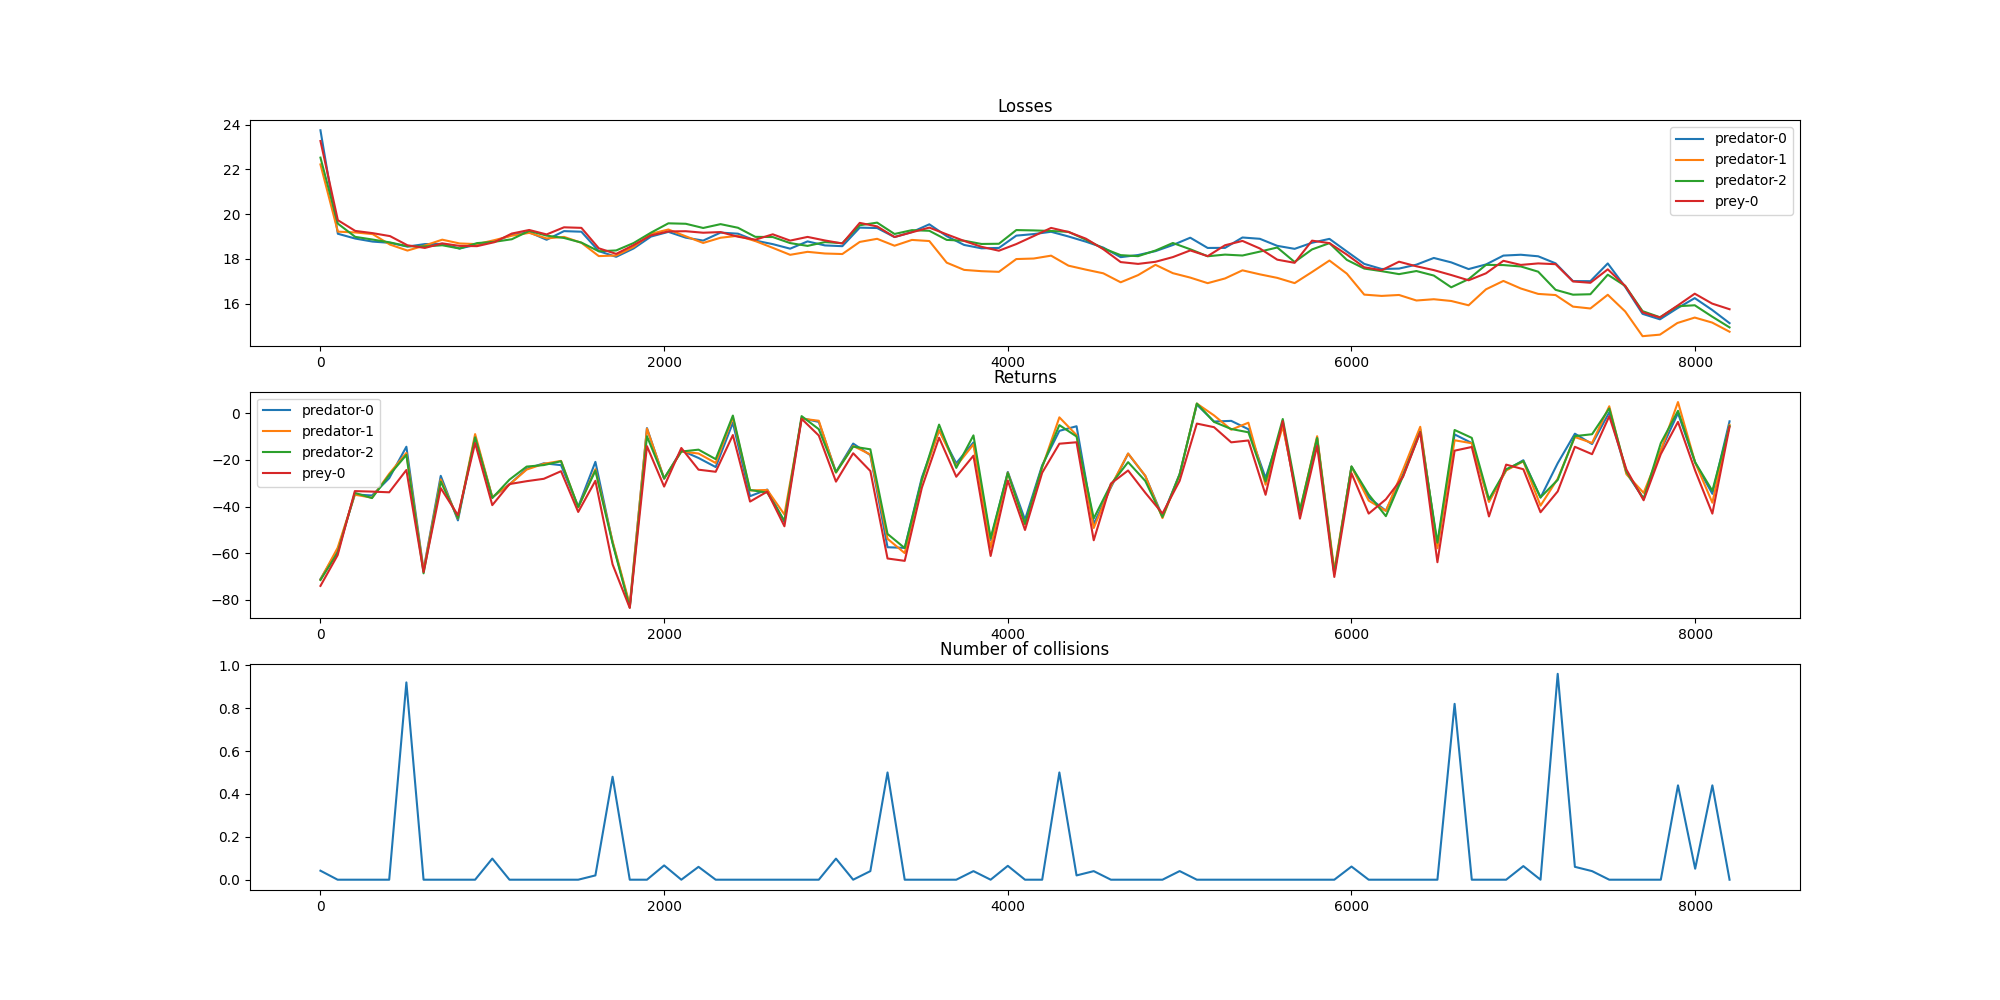 Losses
24
22
20
18
16
predator-0
predator-1
predator-2
prey-0
0 2000 4000 6000 8000
Returns
0
−20
−40
−60
−80
predator-0
predator-1
predator-2
prey-0
0 2000 4000 6000 8000
Number of collisions
1.0
0.8
0.6
0.4
0.2
0.0
0 2000 4000 6000 8000